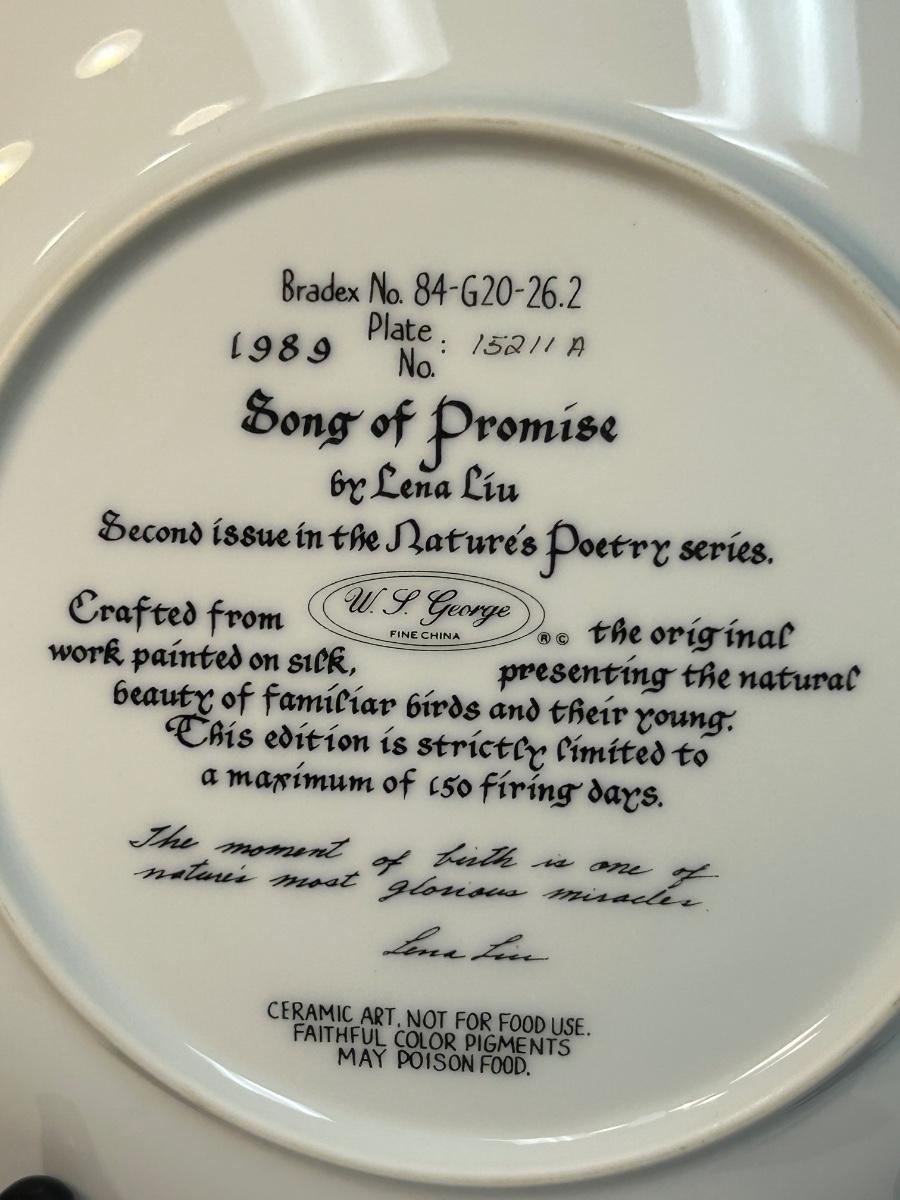 Bradex No. 84-G20-26.2
1989 Plate No. : 15211 A
Song of Promise
by Lena Liu
Second issue in the Nature's Poetry series.
Crafted from W. S. George FINE CHINA ® © the original
work painted on silk, presenting the natural
beauty of familiar birds and their young.
This edition is strictly limited to
a maximum of 150 firing days.
The moment of birth is one of
nature's most glorious miracles.
Lena Liu
CERAMIC ART, NOT FOR FOOD USE.
FAITHFUL COLOR PIGMENTS
MAY POISON FOOD.